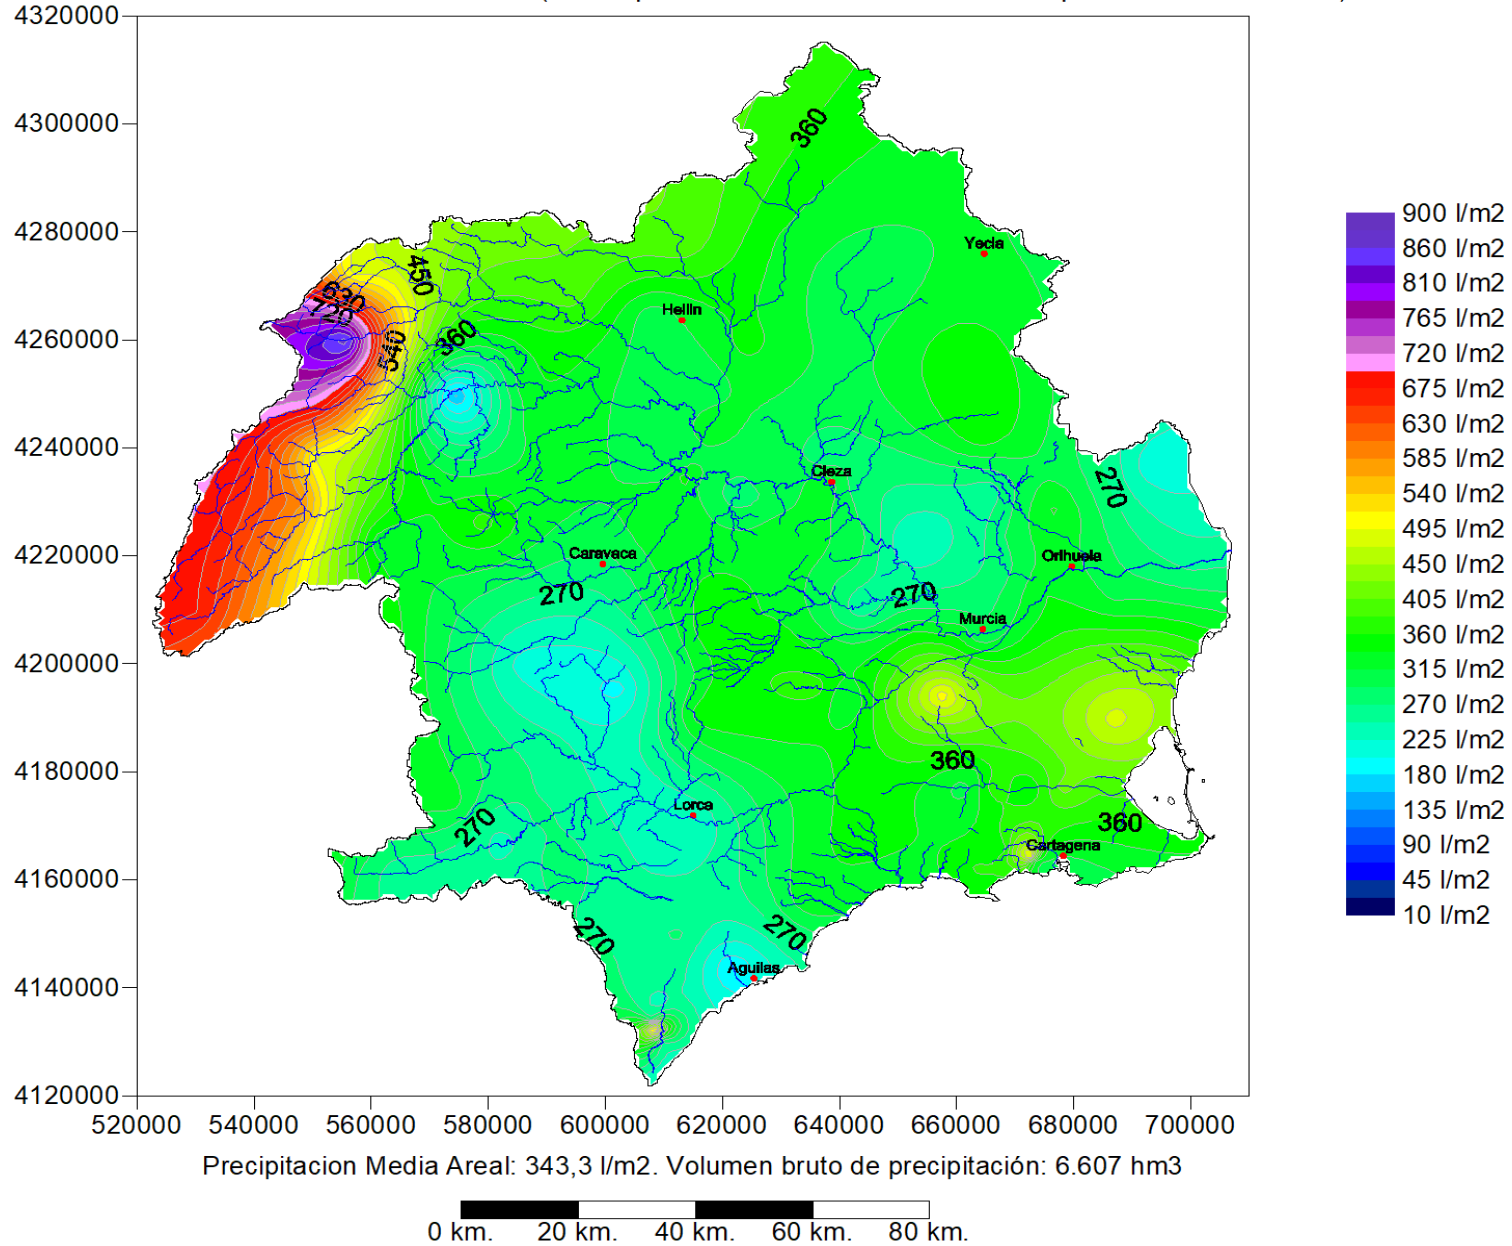 4320000
4300000
360
Yecla
4280000
450
900 l/m2
860 l/m2
810 l/m2
765 l/m2
720 l/m2
675 l/m2
630 l/m2
585 l/m2
540 l/m2
495 l/m2
450 l/m2
405 l/m2
360 l/m2
315 l/m2
270 l/m2
225 l/m2
180 l/m2
135 l/m2
90 l/m2
45 l/m2
10 l/m2
630
720
Hellin
4260000
540
360
4240000
Cieza
270
4220000
Caravaca
Orihuela
270
270
Murcia
4200000
360
4180000
Lorca
270
360
Cartagena
4160000
270
270
Aguilas
4140000
4120000
520000 540000 560000 580000 600000 620000 640000 660000 680000 700000
Precipitacion Media Areal: 343,3 l/m2. Volumen bruto de precipitación: 6.607 hm3
0 km. 20 km. 40 km. 60 km. 80 km.